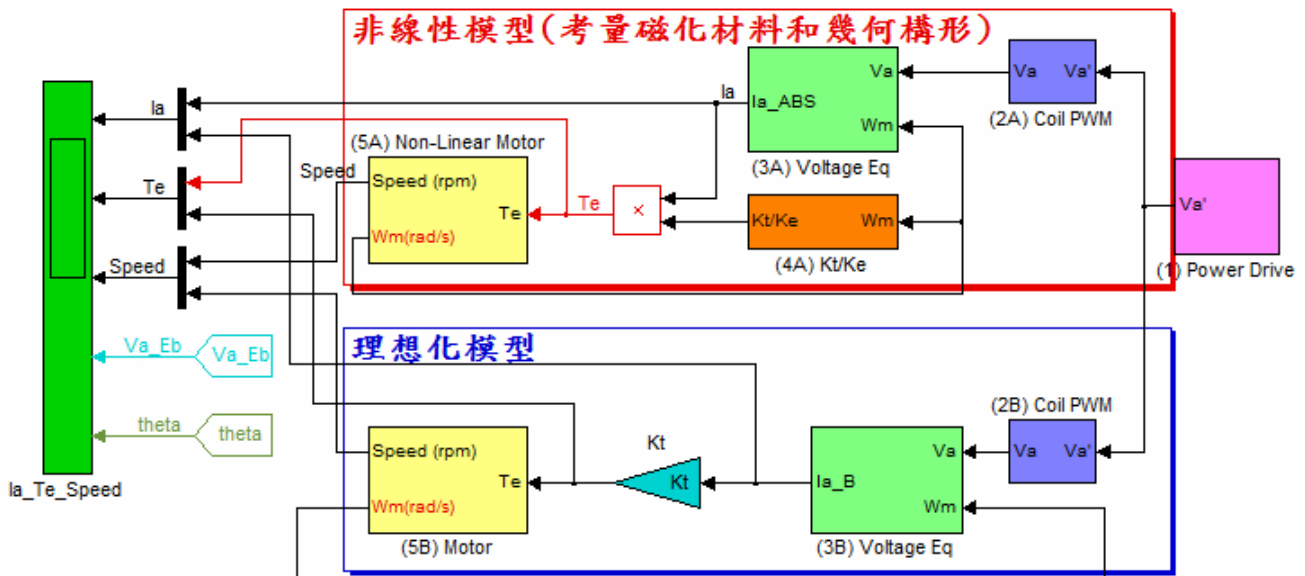 非線性模型(考量磁化材料和幾何構形)
Ia
Va
Ia_ABS
Wm
(3A) Voltage Eq
Va
Va'
(2A) Coil PWM
Ia
(5A) Non-Linear Motor
Speed
Speed (rpm)
Te
Wm(rad/s)
Te
×
Kt/Ke
Wm
(4A) Kt/Ke
Va'
(1) Power Drive
Te
Speed
Va_Eb
Va_Eb
theta
theta
Ia_Te_Speed
理想化模型
(2B) Coil PWM
Va
Va'
Speed (rpm)
Te
Wm(rad/s)
(5B) Motor
Kt
Kt
Va
Ia_B
Wm
(3B) Voltage Eq